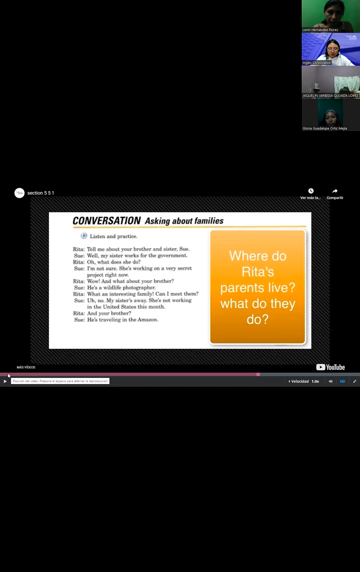 section 5 5 1
Ver más ta...
Compartir
CONVERSATION Asking about families
Listen and practice.
Rita: Tell me about your brother and sister, Sue.
Sue: Well, my sister works for the government.
Rita: Oh, what does she do?
Sue: I'm not sure. She's working on a very secret
project right now.
Rita: Wow! And what about your brother?
Sue: He's a wildlife photographer.
Rita: What an interesting family! Can I meet them?
Sue: Uh, no. My sister's away. She's not working
in the United States this month.
Rita: And your brother?
Sue: He's traveling in the Amazon.
Where do
Rita's
parents live?
what do they
do?
MÁS VÍDEOS
YouTube
Velocidad 1.0x